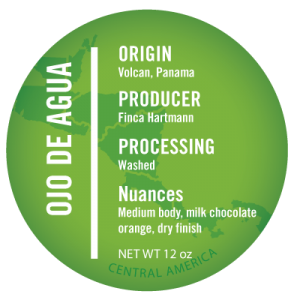 OJO DE AGUA
ORIGIN
Volcan, Panama
PRODUCER
Finca Hartmann
PROCESSING
Washed
Nuances
Medium body, milk chocolate
orange, dry finish
NET WT 12 oz
CENTRAL AMERICA